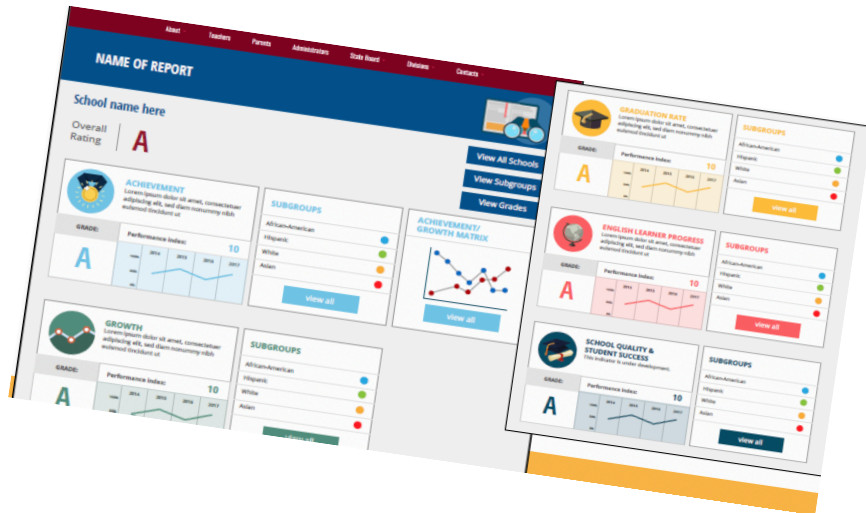 About Teachers Parents Administrators State Board Divisions Contacts
NAME OF REPORT
School name here
Overall
Rating
A
View All Schools
View Subgroups
View Grades
ACHIEVEMENT
Lorem ipsum dolor sit amet, consectetaer
adipiscing elit, sed diam nonummy nibh
euismod tincidunt ut
GRADE:
A
Performance Index: 10
2014 2015 2016 2017
SUBGROUPS
African-American
Hispanic
White
Asian
view all
ACHIEVEMENT/
GROWTH MATRIX
view all
GROWTH
Lorem ipsum dolor sit amet, consectetaer
adipiscing elit, sed diam nonummy nibh
euismod tincidunt ut
GRADE:
A
Performance Index: 10
2014 2015 2016 2017
SUBGROUPS
African-American
Hispanic
White
Asian
view all
GRADUATION RATE
Lorem ipsum dolor sit amet, consectetaer
adipiscing elit, sed diam nonummy nibh
euismod tincidunt ut
GRADE:
A
Performance Index: 10
2014 2015 2016 2017
SUBGROUPS
African-American
Hispanic
White
Asian
view all
ENGLISH LEARNER PROGRESS
Lorem ipsum dolor sit amet, consectetaer
adipiscing elit, sed diam nonummy nibh
euismod tincidunt ut
GRADE:
A
Performance Index: 10
2014 2015 2016 2017
SUBGROUPS
African-American
Hispanic
White
Asian
view all
SCHOOL QUALITY &
STUDENT SUCCESS
This indicator is under development.
GRADE:
A
Performance Index: 10
2014 2015 2016 2017
SUBGROUPS
African-American
Hispanic
White
Asian
view all